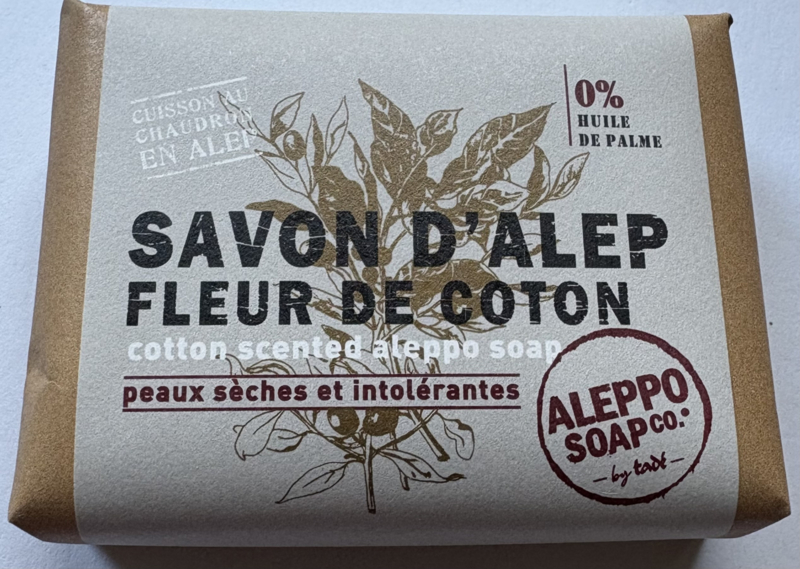 CUISSON AU
CHAUDRON
EN ALEP
0%
HUILE
DE PALME
SAVON D'ALEP
FLEUR DE COTON
cotton scented aleppo soap
peaux sèches et intolérantes
ALEPPO
SOAP CO.
by tadé